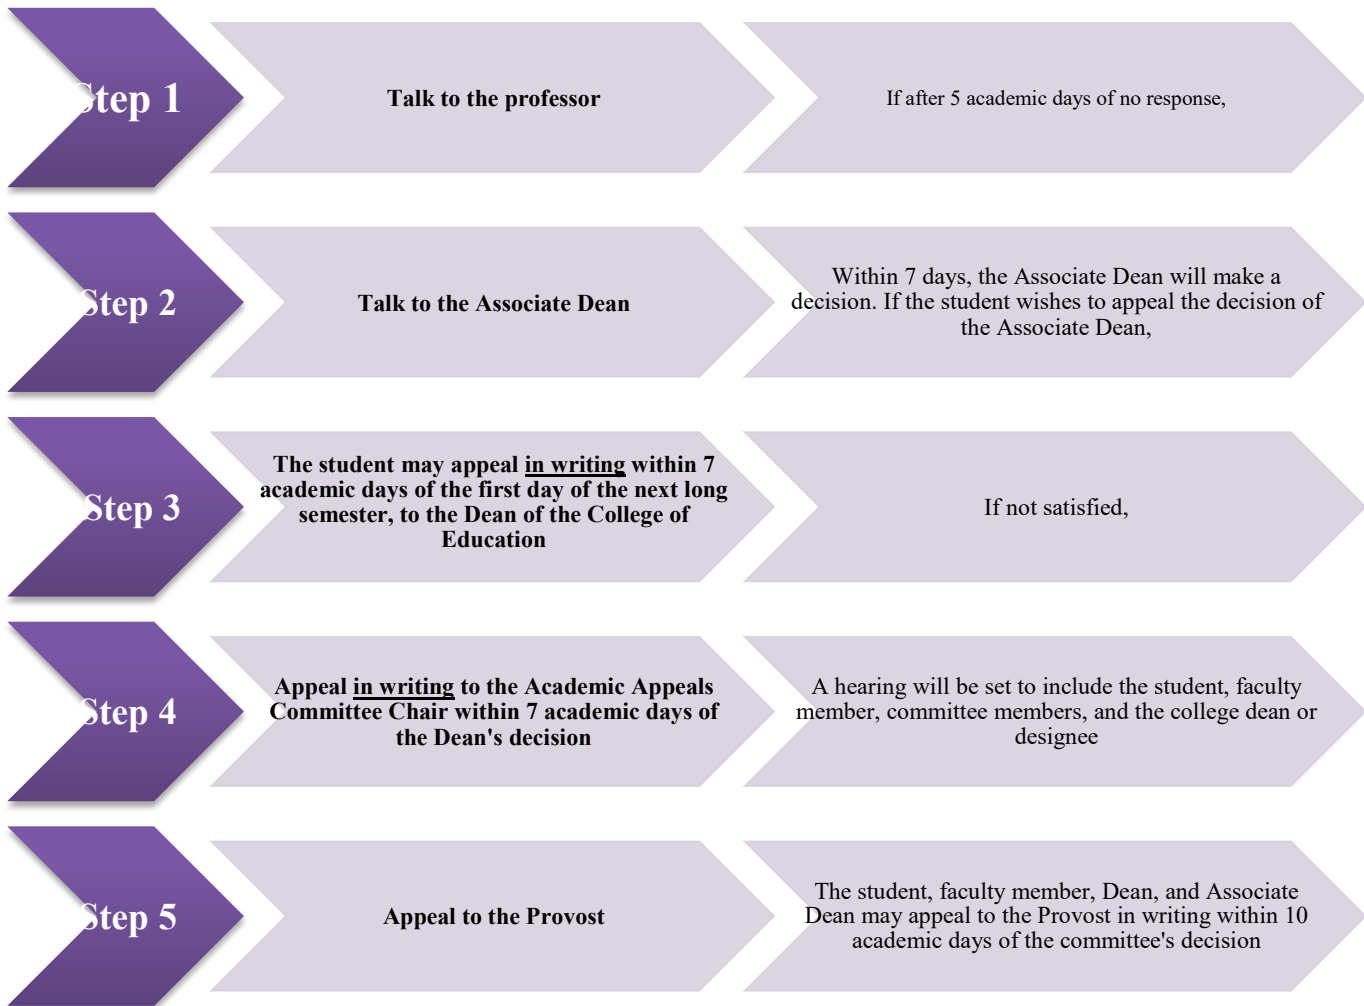 Step 1
Talk to the professor
If after 5 academic days of no response,
Step 2
Talk to the Associate Dean
Within 7 days, the Associate Dean will make a
decision. If the student wishes to appeal the decision of
the Associate Dean,
Step 3
The student may appeal in writing within 7
academic days of the first day of the next long
semester, to the Dean of the College of
Education
If not satisfied,
Step 4
Appeal in writing to the Academic Appeals
Committee Chair within 7 academic days of
the Dean's decision
A hearing will be set to include the student, faculty
member, committee members, and the college dean or
designee
Step 5
Appeal to the Provost
The student, faculty member, Dean, and Associate
Dean may appeal to the Provost in writing within 10
academic days of the committee's decision